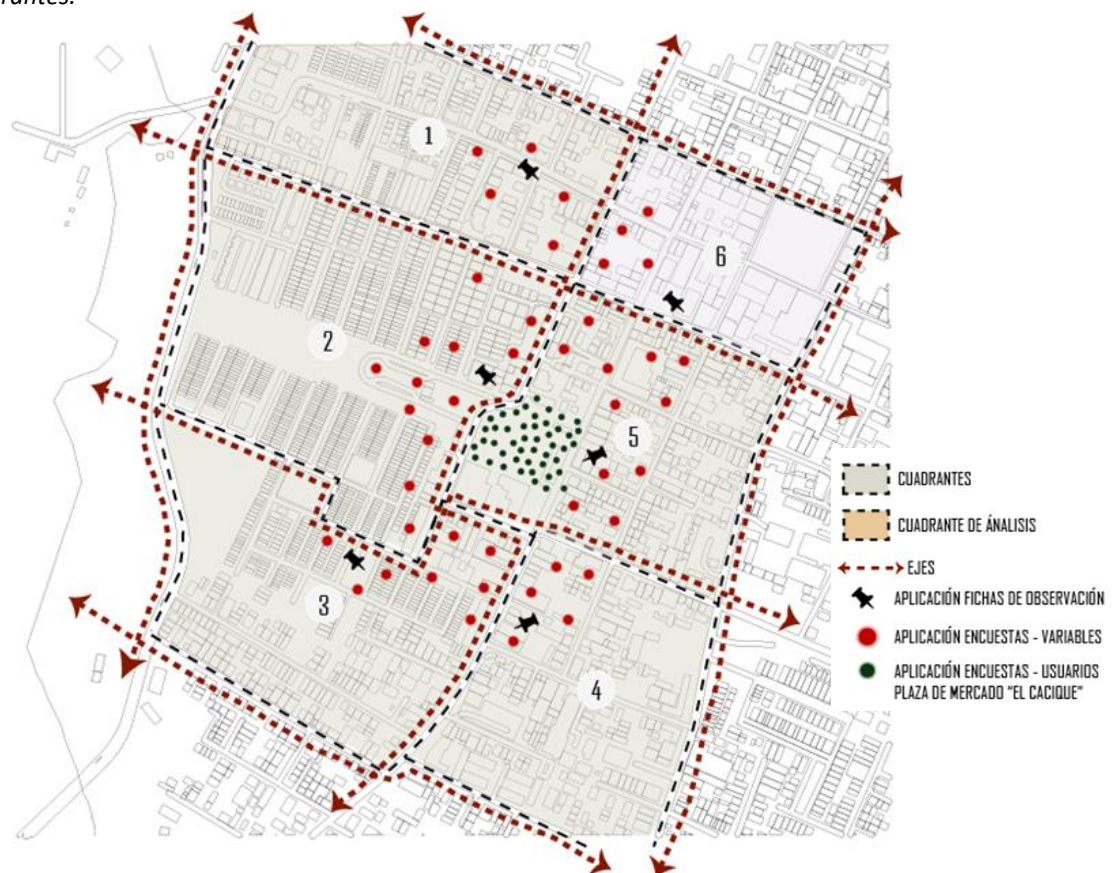 rantes.
1
6
2
5
3
4
CUADRANTES
CUADRANTE DE ÁNALISIS
EJES
APLICACIÓN FICHAS DE OBSERVACIÓN
APLICACIÓN ENCUESTAS - VARIABLES
APLICACIÓN ENCUESTAS - USUARIOS
PLAZA DE MERCADO "EL CACIQUE"